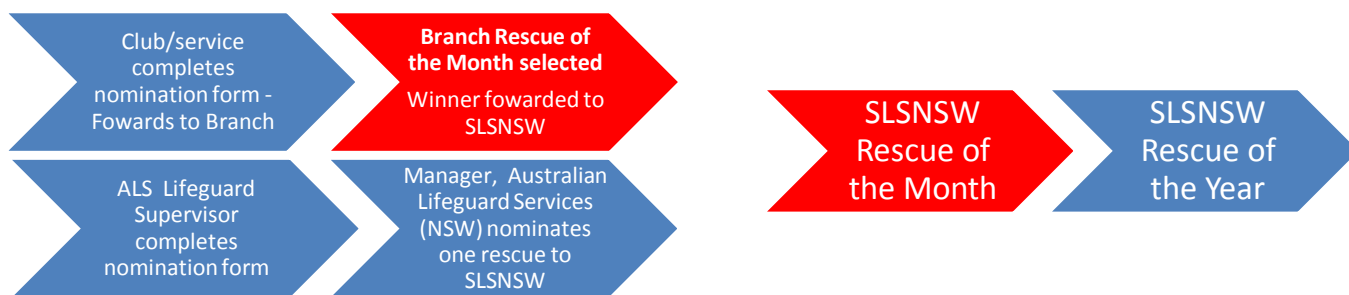 Club/service
completes
nomination form -
Fowards to Branch
Branch Rescue of
the Month selected
Winner fowarded to
SLSNSW
ALS Lifeguard
Supervisor
completes
nomination form
Manager, Australian
Lifeguard Services
(NSW) nominates
one rescue to
SLSNSW
SLSNSW
Rescue of
the Month
SLSNSW
Rescue of
the Year